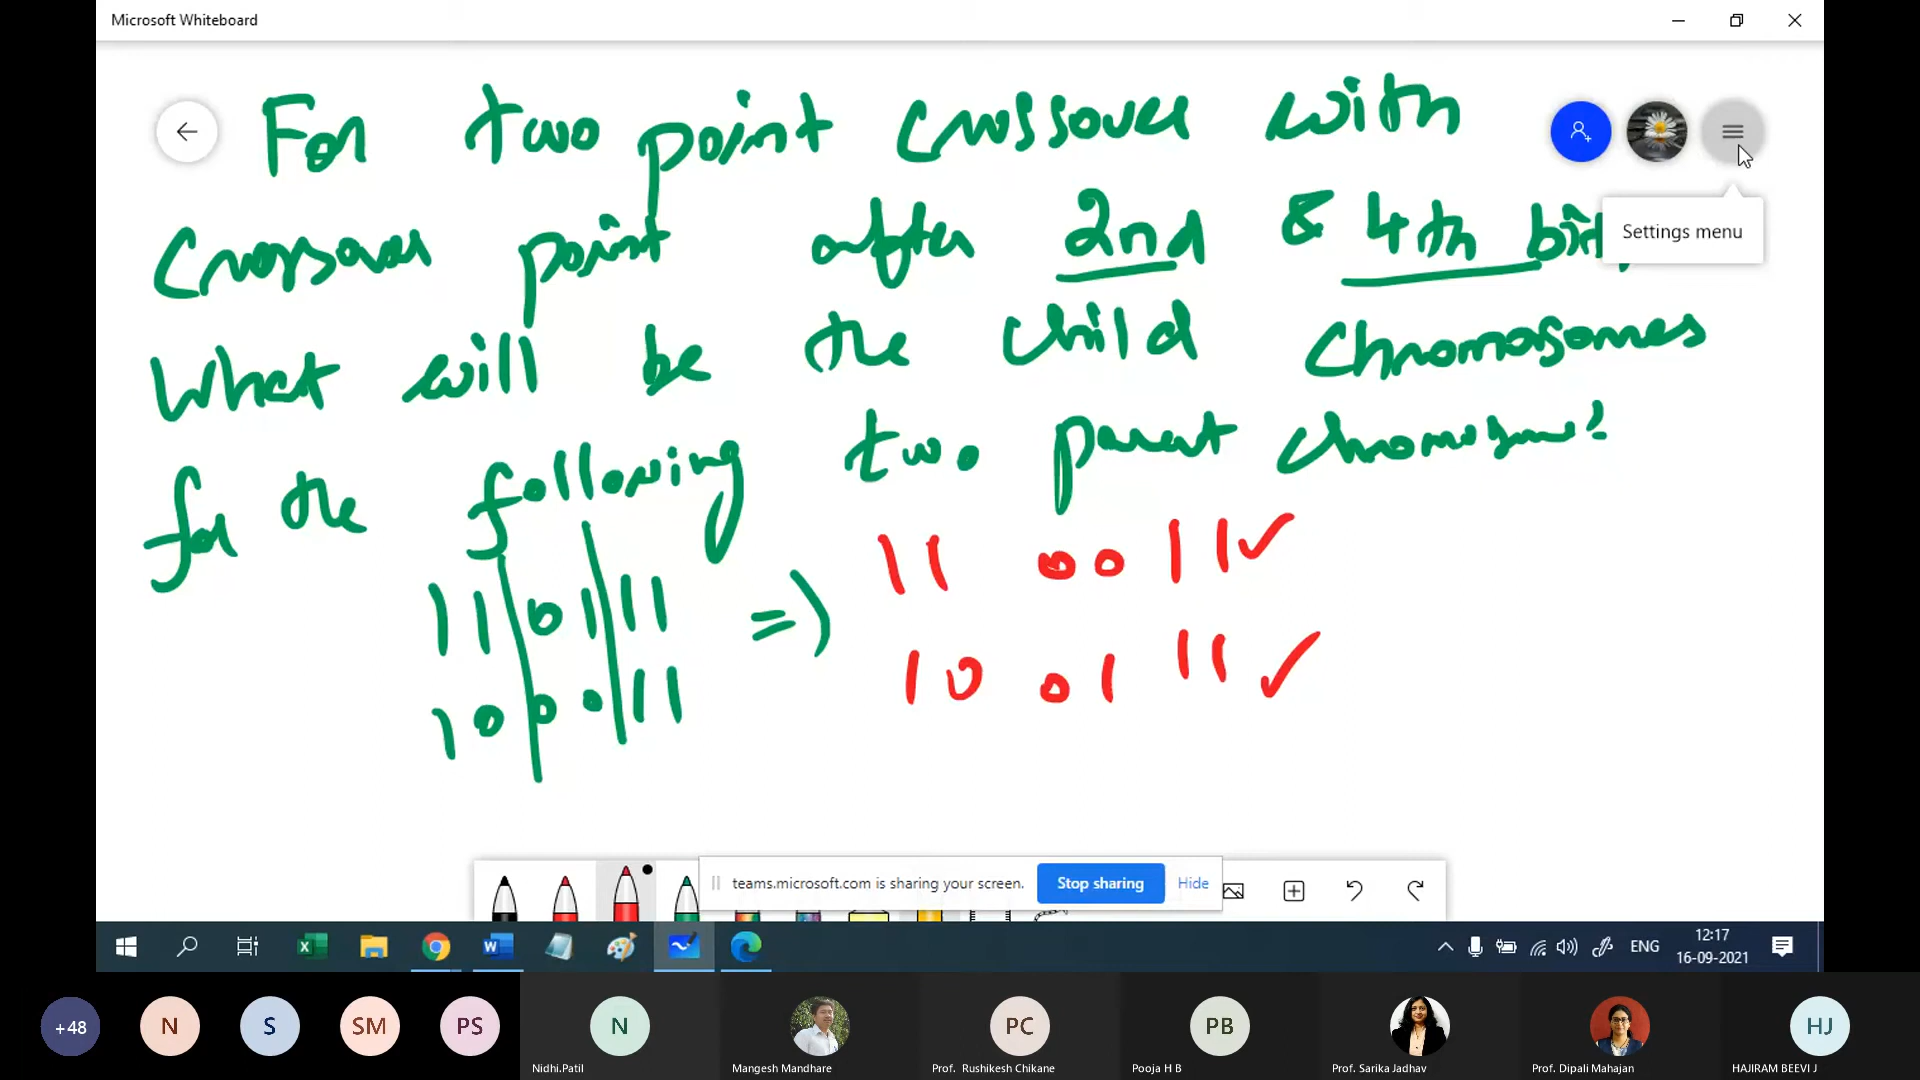 Microsoft Whiteboard
For two point crossover with
crossover point after 2nd & 4th bit,
Settings menu
What will be the child chromosomes
for the following two parent chromosome?
11 01 11 => 11 00 11 ✓
10 00 11 10 01 11 ✓
teams.microsoft.com is sharing your screen. Stop sharing Hide
ENG
12:17
16-09-2021
+48 N S SM PS N PC PB HJ
Nidhi.Patil Mangesh Mandhare Prof. Rushikesh Chikane Pooja H B Prof. Sarika Jadhav Prof. Dipali Mahajan HAJIRAM BEEVI J